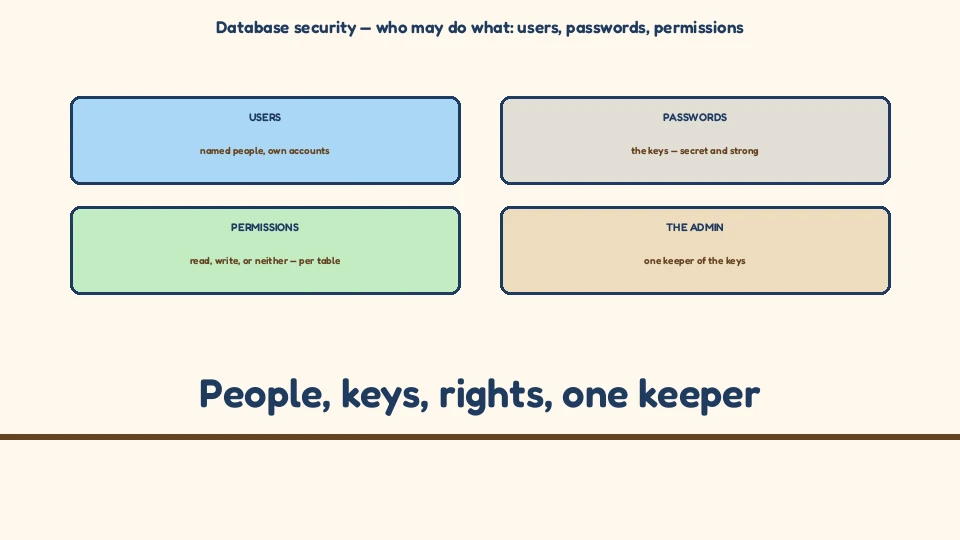 Database security — who may do what: users, passwords, permissions
USERS
named people, own accounts
PASSWORDS
the keys — secret and strong
PERMISSIONS
read, write, or neither — per table
THE ADMIN
one keeper of the keys
People, keys, rights, one keeper